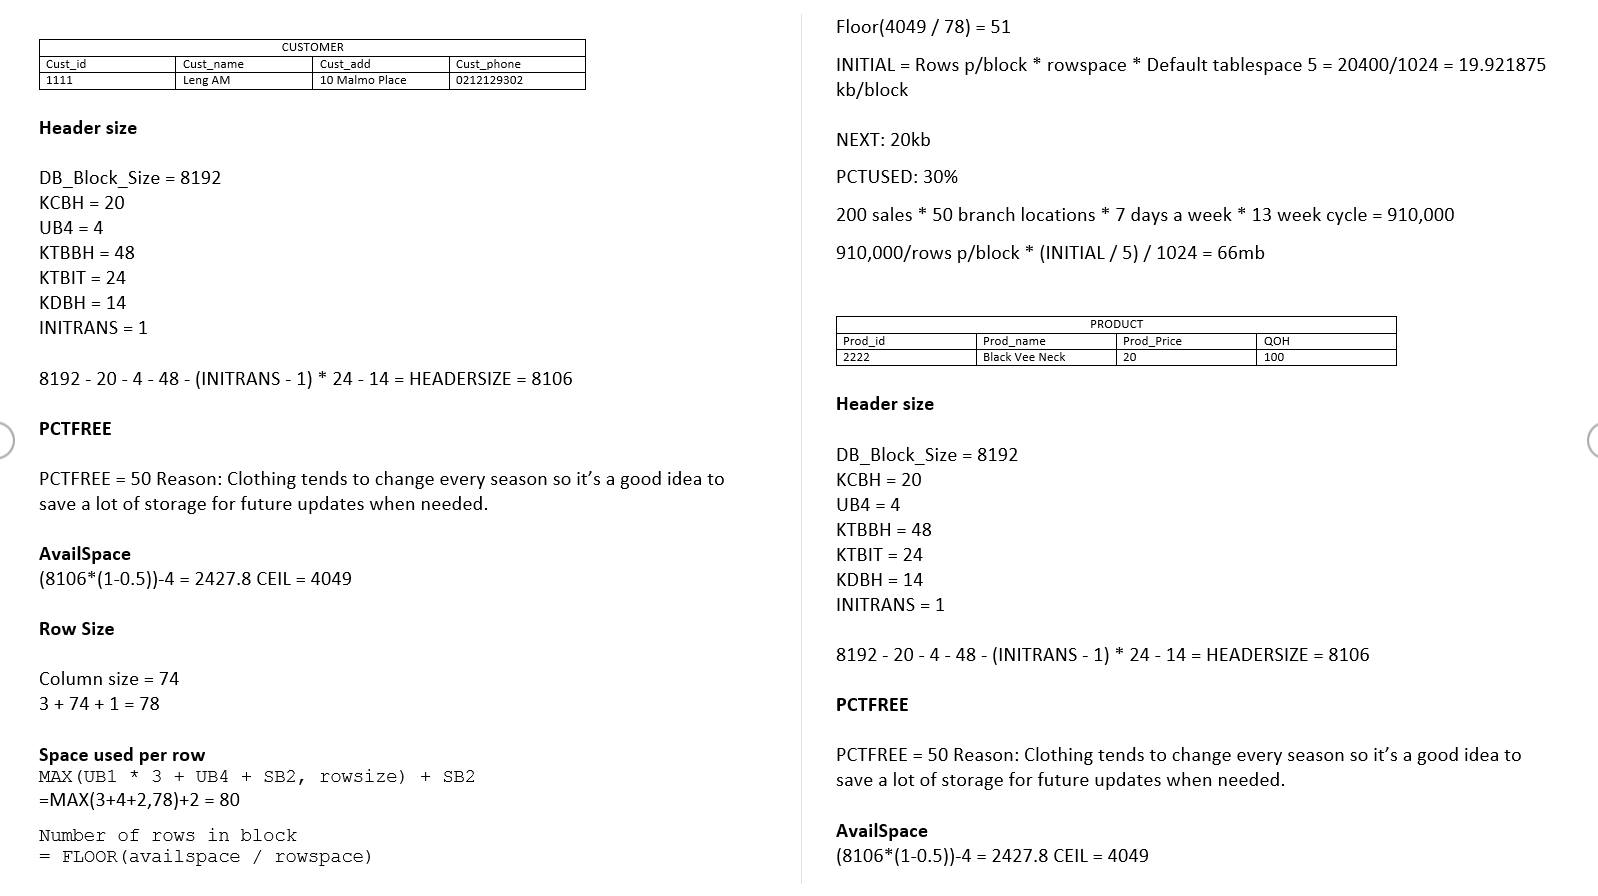 CUSTOMER
Cust_id Cust_name Cust_add Cust_phone
1111 Leng AM 10 Malmo Place 0212129302
Header size
DB_Block_Size = 8192
KCBH = 20
UB4 = 4
KTBBH = 48
KTBIT = 24
KDBH = 14
INITRANS = 1
8192 - 20 - 4 - 48 - (INITRANS - 1) * 24 - 14 = HEADERSIZE = 8106
PCTFREE
PCTFREE = 50 Reason: Clothing tends to change every season so it’s a good idea to
save a lot of storage for future updates when needed.
AvailSpace
(8106*(1-0.5))-4 = 2427.8 CEIL = 4049
Row Size
Column size = 74
3 + 74 + 1 = 78
Space used per row
MAX(UB1 * 3 + UB4 + SB2, rowsize) + SB2
=MAX(3+4+2,78)+2 = 80
Number of rows in block
= FLOOR(availspace / rowspace)
Floor(4049 / 78) = 51
INITIAL = Rows p/block * rowspace * Default tablespace 5 = 20400/1024 = 19.921875
kb/block
NEXT: 20kb
PCTUSED: 30%
200 sales * 50 branch locations * 7 days a week * 13 week cycle = 910,000
910,000/rows p/block * (INITIAL / 5) / 1024 = 66mb
PRODUCT
Prod_id Prod_name Prod_Price QOH
2222 Black Vee Neck 20 100
Header size
DB_Block_Size = 8192
KCBH = 20
UB4 = 4
KTBBH = 48
KTBIT = 24
KDBH = 14
INITRANS = 1
8192 - 20 - 4 - 48 - (INITRANS - 1) * 24 - 14 = HEADERSIZE = 8106
PCTFREE
PCTFREE = 50 Reason: Clothing tends to change every season so it’s a good idea to
save a lot of storage for future updates when needed.
AvailSpace
(8106*(1-0.5))-4 = 2427.8 CEIL = 4049